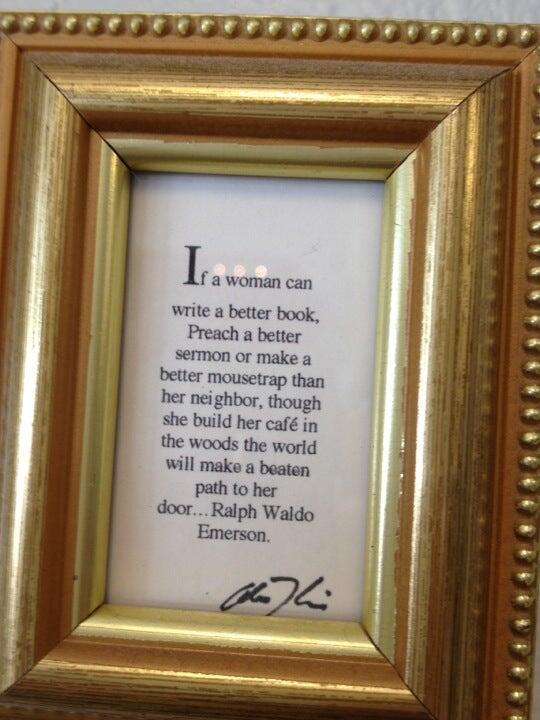 If a woman can
write a better book,
Preach a better
sermon or make a
better mousetrap than
her neighbor, though
she build her café in
the woods the world
will make a beaten
path to her
door...Ralph Waldo
Emerson.